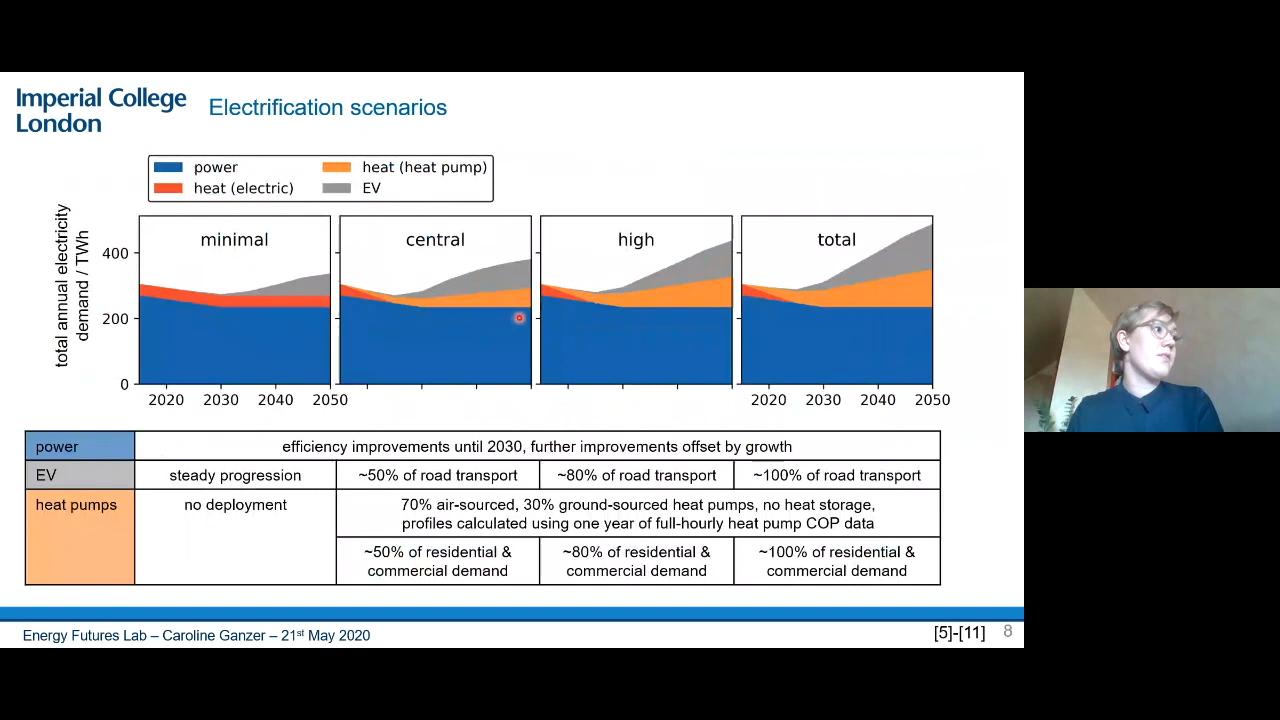 Imperial College
London
Electrification scenarios
power
heat (heat pump)
heat (electric)
EV
total annual electricity
demand / TWh
minimal
central
high
total
400
200
0
2020 2030 2040 2050
2020 2030 2040 2050
power
efficiency improvements until 2030, further improvements offset by growth
EV
steady progression
~50% of road transport
~80% of road transport
~100% of road transport
heat pumps
no deployment
70% air-sourced, 30% ground-sourced heat pumps, no heat storage,
profiles calculated using one year of full-hourly heat pump COP data
~50% of residential &
commercial demand
~80% of residential &
commercial demand
~100% of residential &
commercial demand
Energy Futures Lab – Caroline Ganzer – 21st May 2020
[5]-[11]
8